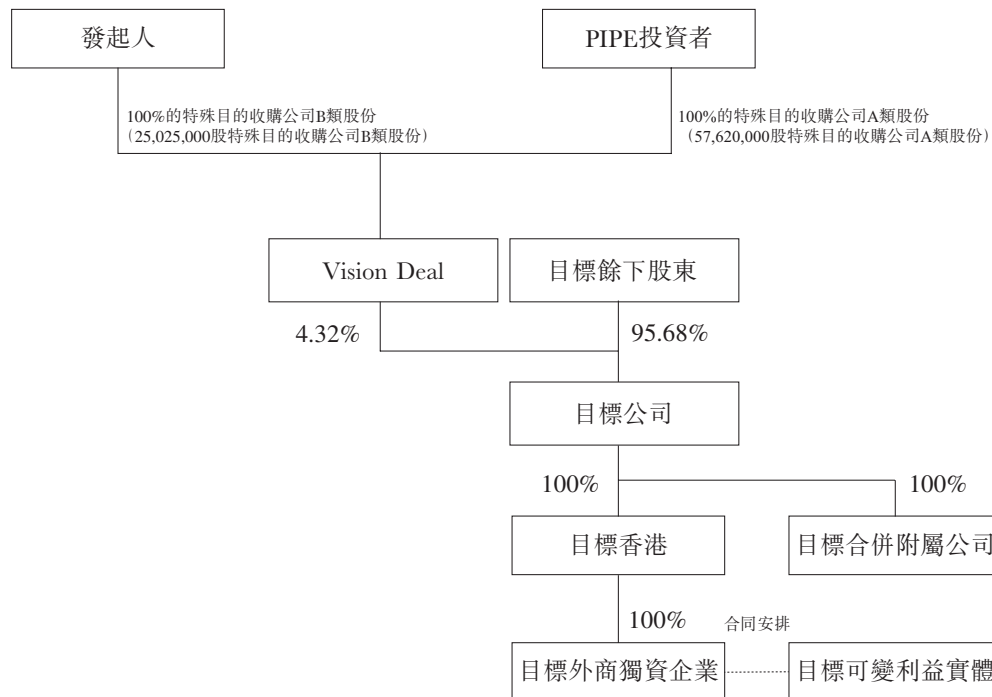 發起人
PIPE投資者
100%的特殊目的收購公司B類股份
（25,025,000股特殊目的收購公司B類股份）
100%的特殊目的收購公司A類股份
（57,620,000股特殊目的收購公司A類股份）
Vision Deal
目標餘下股東
4.32%
95.68%
目標公司
100%
100%
目標香港
目標合併附屬公司
100%
合同安排
目標外商獨資企業
目標可變利益實體